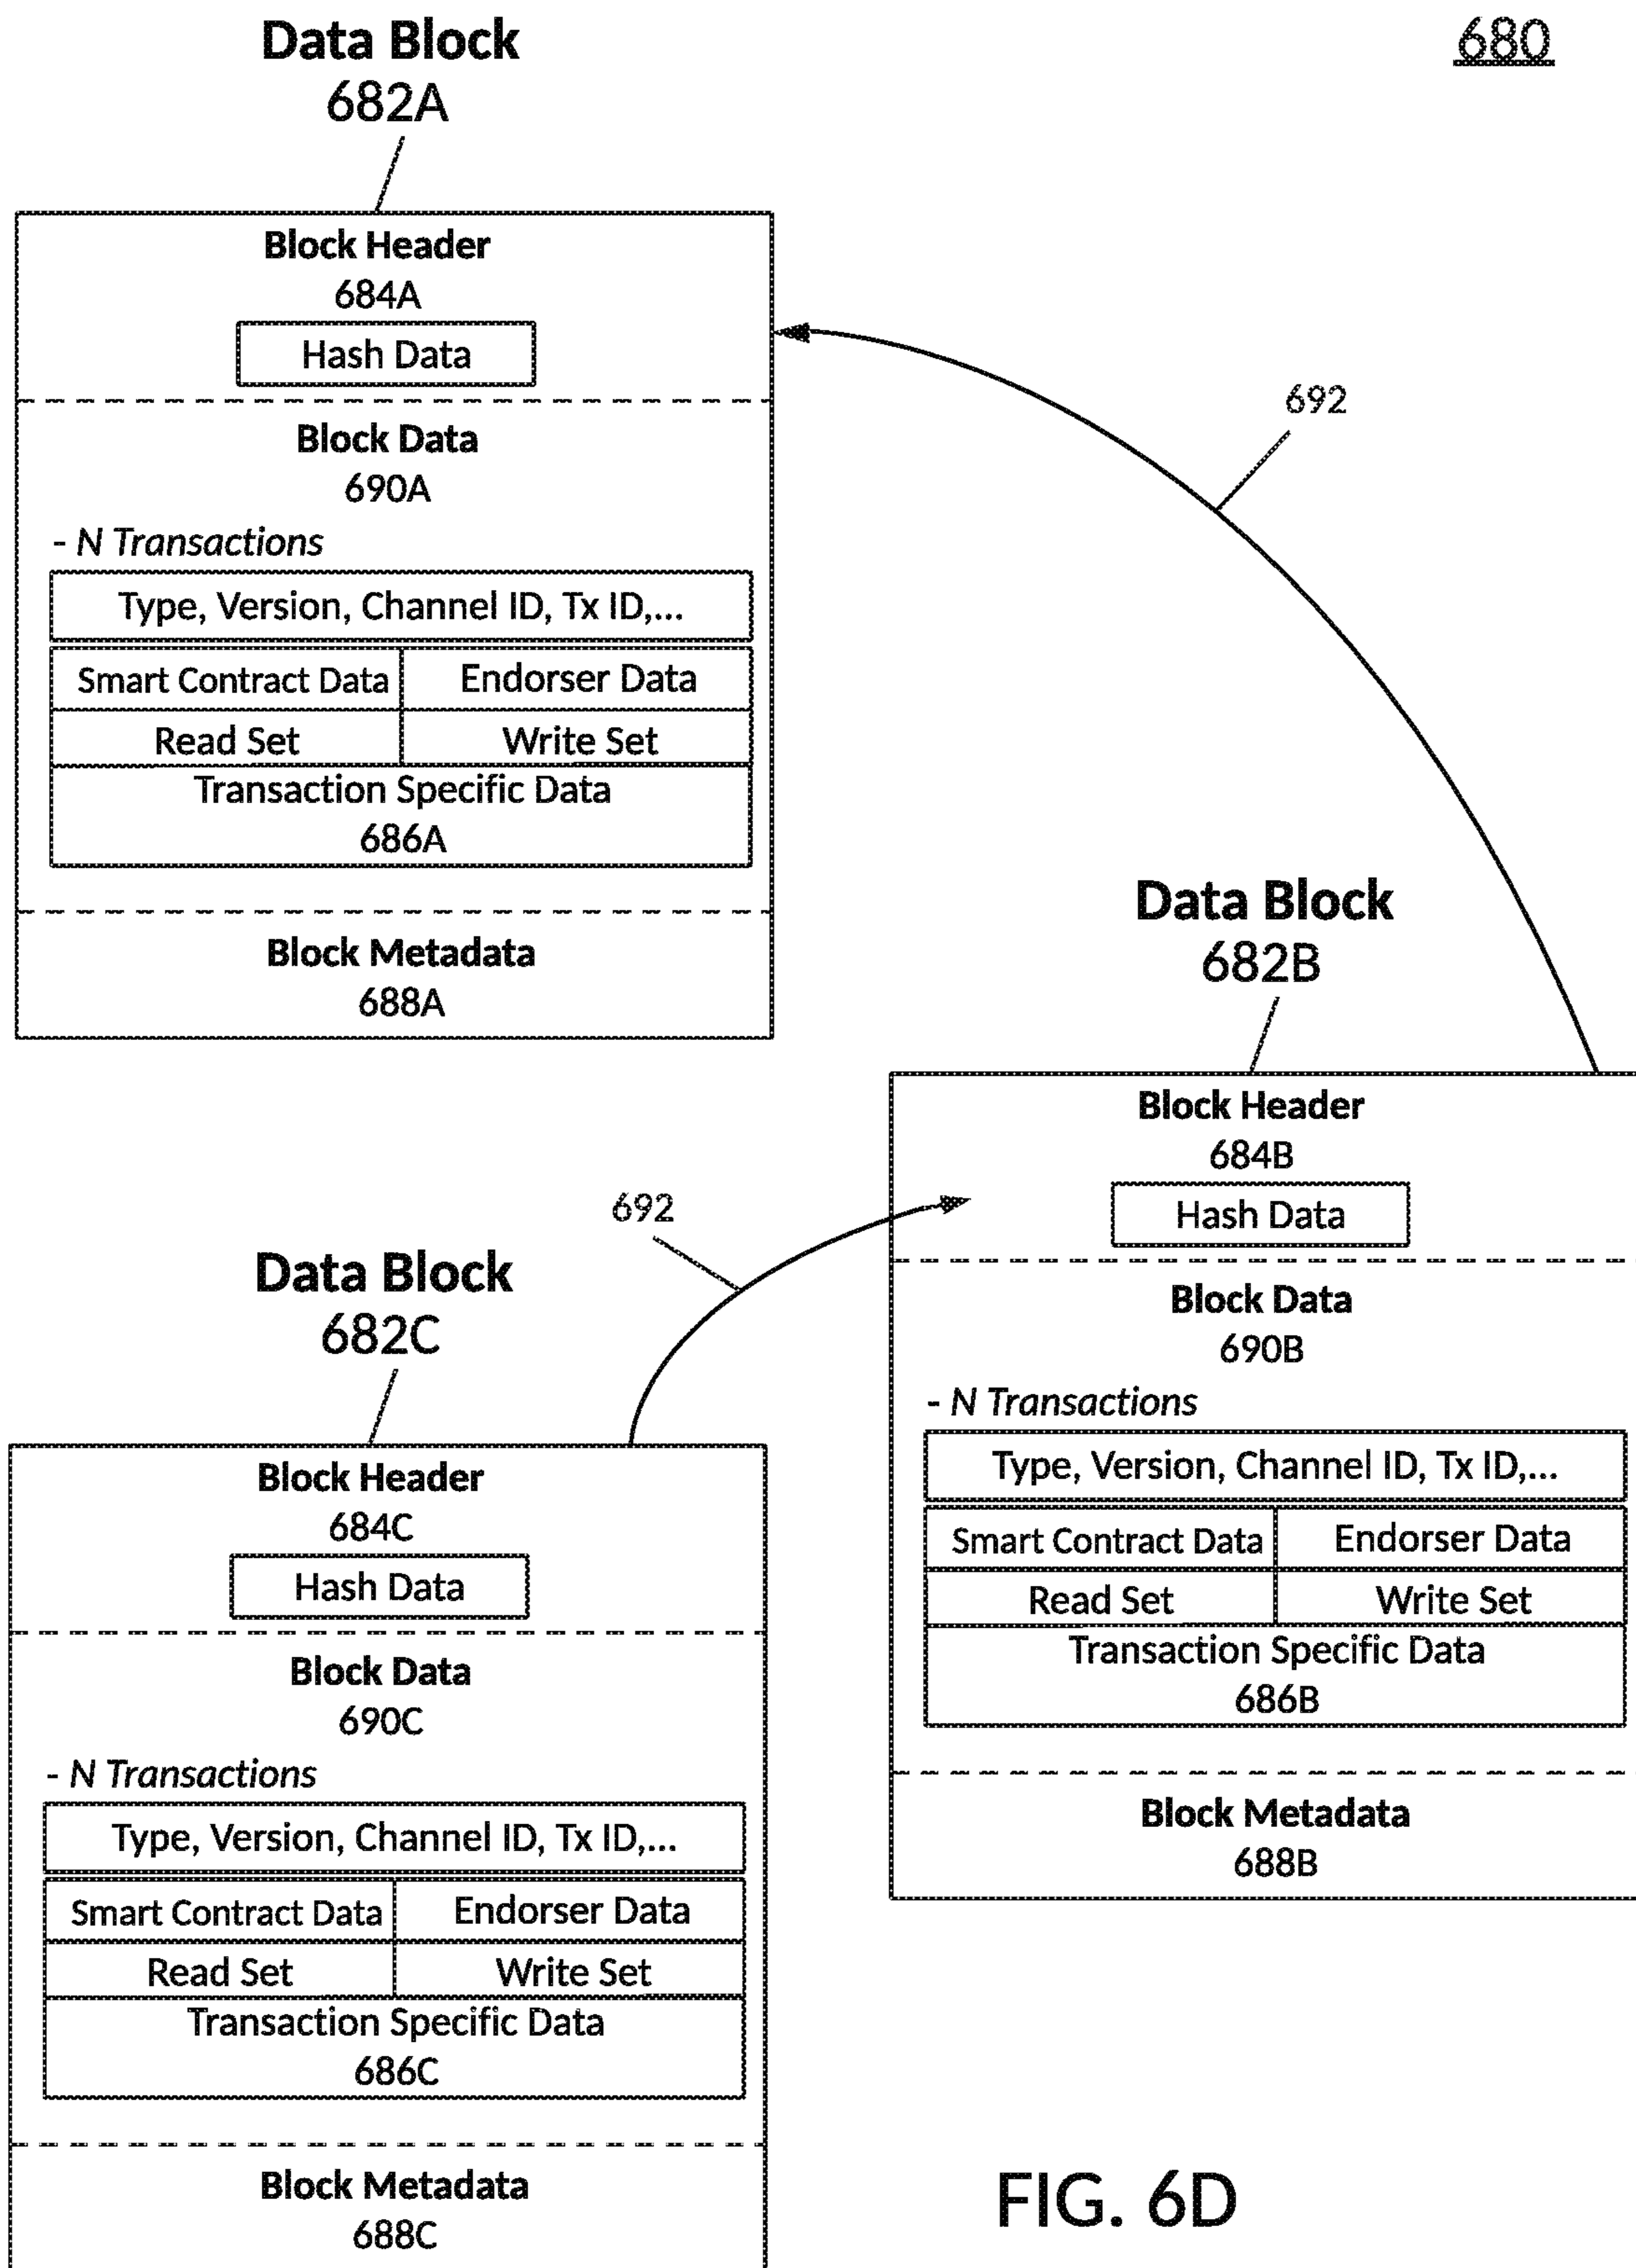 680
Data Block
682A
Block Header
684A
Hash Data
Block Data
690A
- N Transactions
Type, Version, Channel ID, Tx ID,...
Smart Contract Data
Endorser Data
Read Set
Write Set
Transaction Specific Data
686A
Block Metadata
688A
692
Data Block
682B
Block Header
684B
Hash Data
Block Data
690B
- N Transactions
Type, Version, Channel ID, Tx ID,...
Smart Contract Data
Endorser Data
Read Set
Write Set
Transaction Specific Data
686B
Block Metadata
688B
692
Data Block
682C
Block Header
684C
Hash Data
Block Data
690C
- N Transactions
Type, Version, Channel ID, Tx ID,...
Smart Contract Data
Endorser Data
Read Set
Write Set
Transaction Specific Data
686C
Block Metadata
688C
FIG. 6D